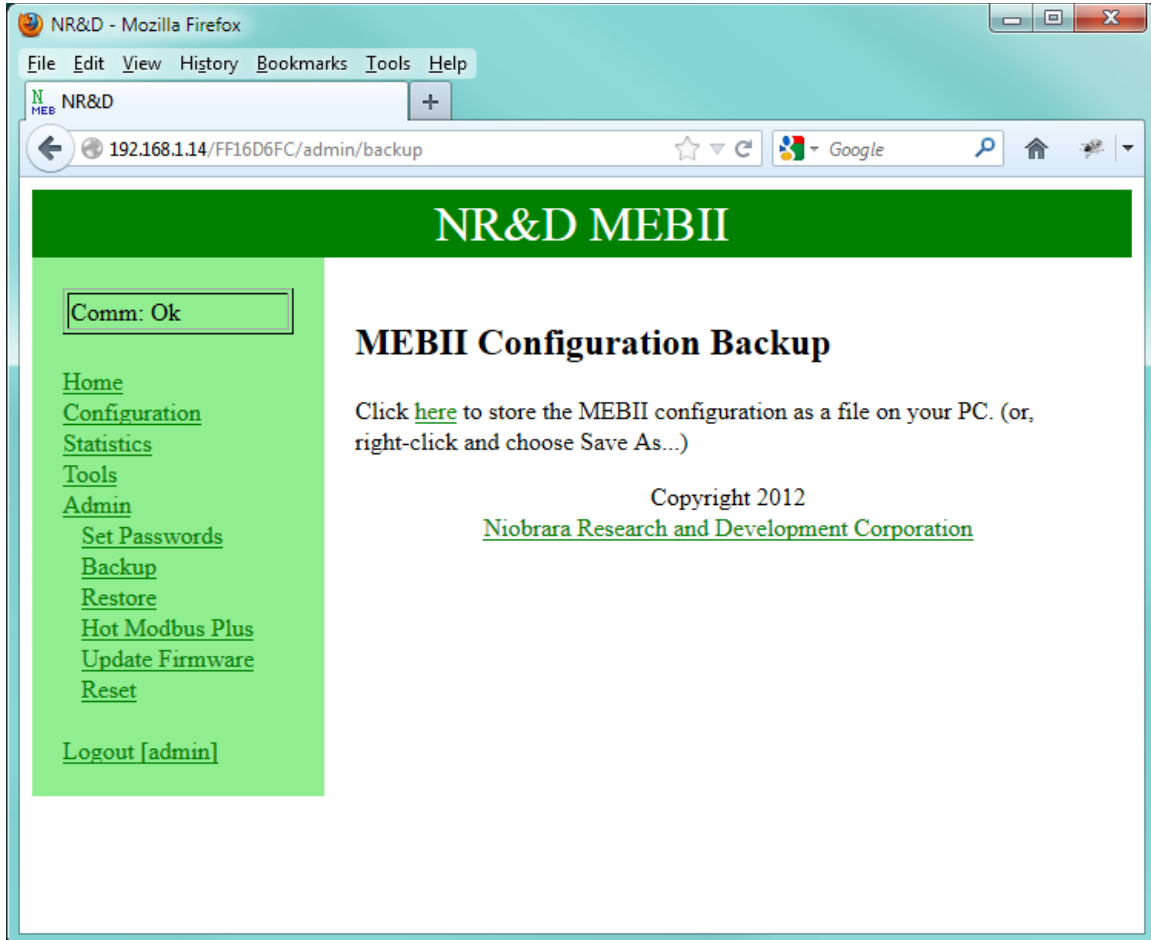 NR&D - Mozilla Firefox
File Edit View History Bookmarks Tools Help
N MEB NR&D +
192.168.1.14/FF16D6FC/admin/backup Google
NR&D MEBII
Comm: Ok
Home
Configuration
Statistics
Tools
Admin
Set Passwords
Backup
Restore
Hot Modbus Plus
Update Firmware
Reset
Logout [admin]
MEBII Configuration Backup
Click here to store the MEBII configuration as a file on your PC. (or,
right-click and choose Save As...)
Copyright 2012
Niobrara Research and Development Corporation